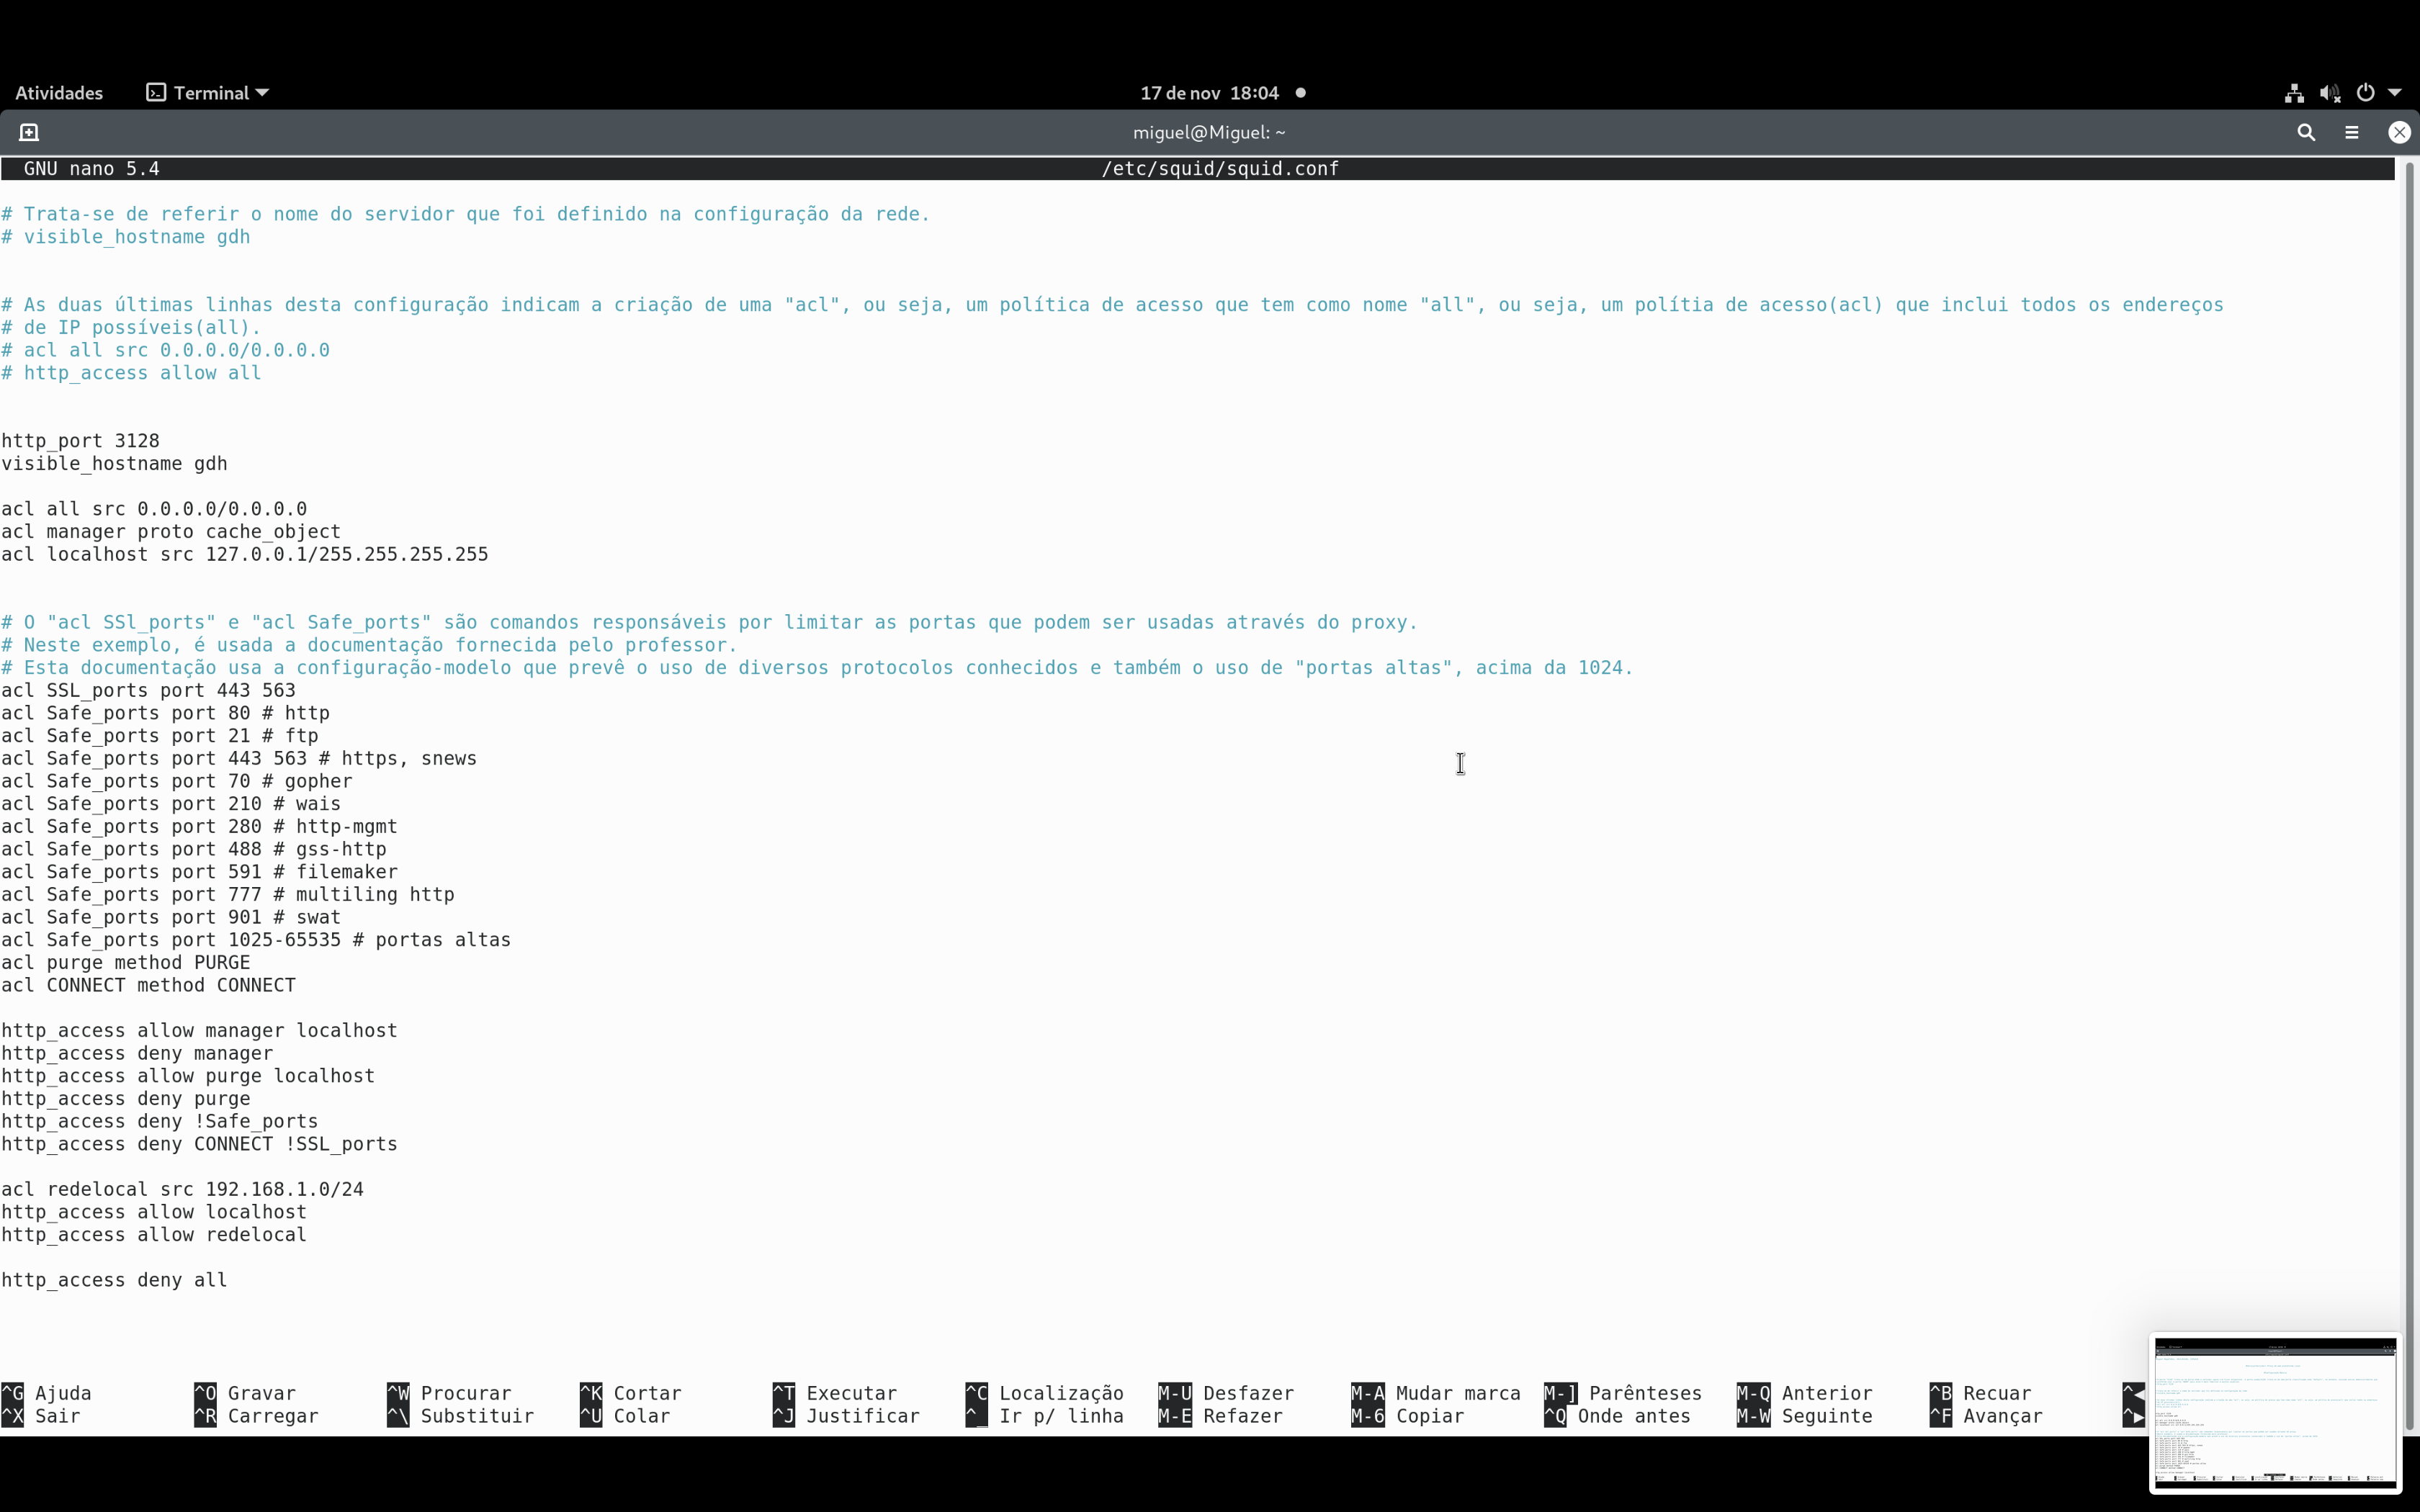 Atividades
Terminal
17 de nov 18:04
miguel@Miguel: ~
GNU nano 5.4 /etc/squid/squid.conf
# Trata-se de referir o nome do servidor que foi definido na configuração da rede.
# visible_hostname gdh
# As duas últimas linhas desta configuração indicam a criação de uma "acl", ou seja, um política de acesso que tem como nome "all", ou seja, um polítia de acesso(acl) que inclui todos os endereços
# de IP possíveis(all).
# acl all src 0.0.0.0/0.0.0.0
# http_access allow all
http_port 3128
visible_hostname gdh
acl all src 0.0.0.0/0.0.0.0
acl manager proto cache_object
acl localhost src 127.0.0.1/255.255.255.255
# O "acl SSl_ports" e "acl Safe_ports" são comandos responsáveis por limitar as portas que podem ser usadas através do proxy.
# Neste exemplo, é usada a documentação fornecida pelo professor.
# Esta documentação usa a configuração-modelo que prevê o uso de diversos protocolos conhecidos e também o uso de "portas altas", acima da 1024.
acl SSL_ports port 443 563
acl Safe_ports port 80 # http
acl Safe_ports port 21 # ftp
acl Safe_ports port 443 563 # https, snews
acl Safe_ports port 70 # gopher
acl Safe_ports port 210 # wais
acl Safe_ports port 280 # http-mgmt
acl Safe_ports port 488 # gss-http
acl Safe_ports port 591 # filemaker
acl Safe_ports port 777 # multiling http
acl Safe_ports port 901 # swat
acl Safe_ports port 1025-65535 # portas altas
acl purge method PURGE
acl CONNECT method CONNECT
http_access allow manager localhost
http_access deny manager
http_access allow purge localhost
http_access deny purge
http_access deny !Safe_ports
http_access deny CONNECT !SSL_ports
acl redelocal src 192.168.1.0/24
http_access allow localhost
http_access allow redelocal
http_access deny all
^G Ajuda ^O Gravar ^W Procurar ^K Cortar ^T Executar ^C Localização M-U Desfazer M-A Mudar marca M-] Parênteses M-Q Anterior ^B Recuar ^◀
^X Sair ^R Carregar ^\ Substituir ^U Colar ^J Justificar ^_ Ir p/ linha M-E Refazer M-6 Copiar ^Q Onde antes M-W Seguinte ^F Avançar ^▶